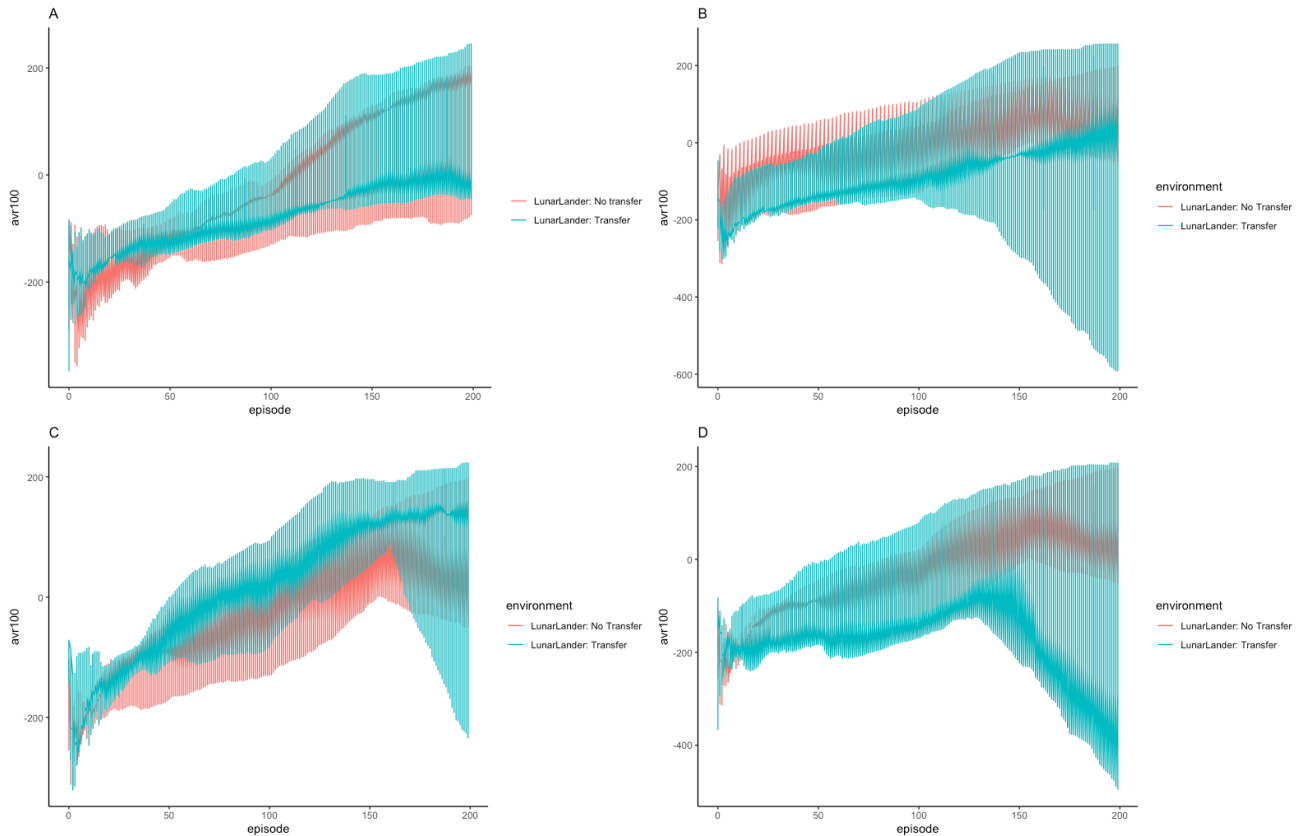 A
avr100
200
0
-200
0
50
100
150
200
episode
LunarLander: No transfer
LunarLander: Transfer
B
avr100
200
0
-200
-400
-600
0
50
100
150
200
episode
environment
LunarLander: No Transfer
LunarLander: Transfer
C
avr100
200
0
-200
0
50
100
150
200
episode
environment
LunarLander: No Transfer
LunarLander: Transfer
D
avr100
200
0
-200
-400
0
50
100
150
200
episode
environment
LunarLander: No Transfer
LunarLander: Transfer